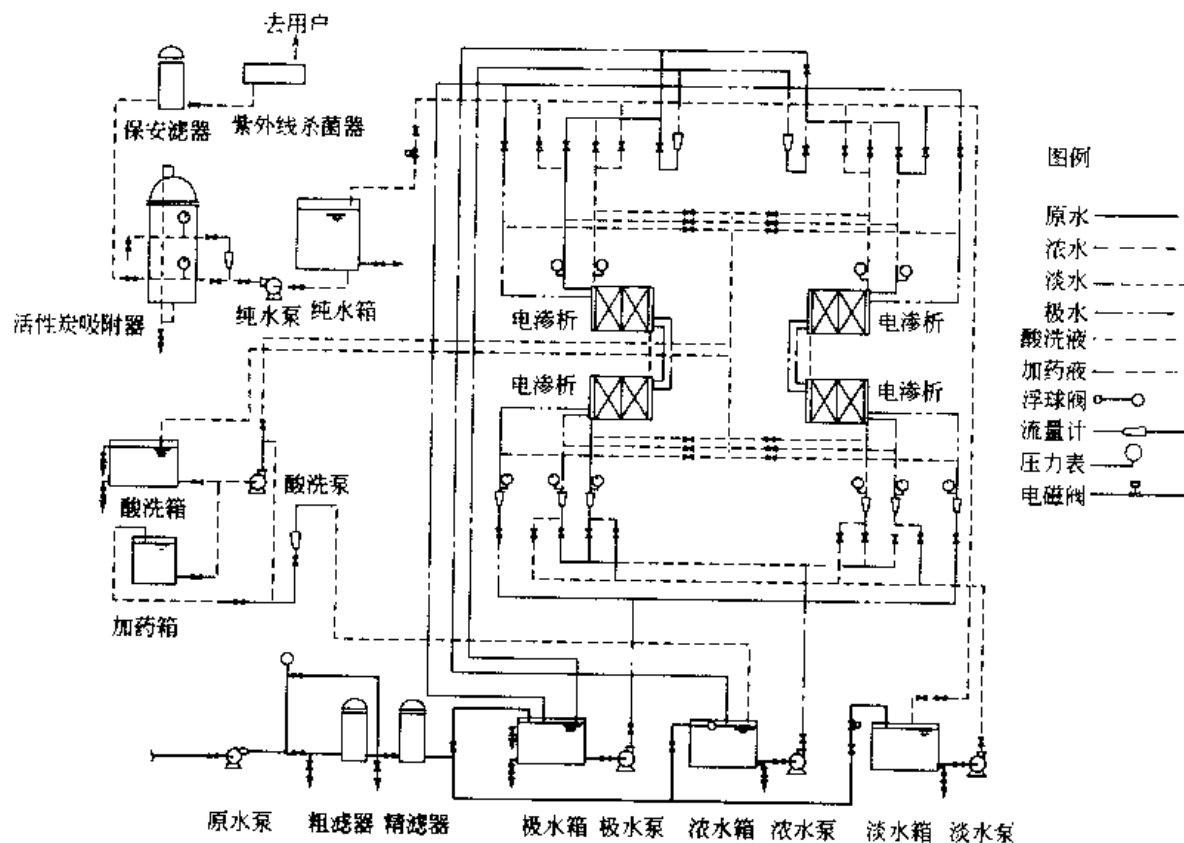 去用户
保安滤器
紫外线杀菌器
活性炭吸附器
纯水泵
纯水箱
电渗析
电渗析
电渗析
电渗析
酸洗箱
酸洗泵
加药箱
原水泵
粗滤器
精滤器
极水箱
极水泵
浓水箱
浓水泵
淡水箱
淡水泵
图例
原水
浓水
淡水
极水
酸洗液
加药液
浮球阀
流量计
压力表
电磁阀